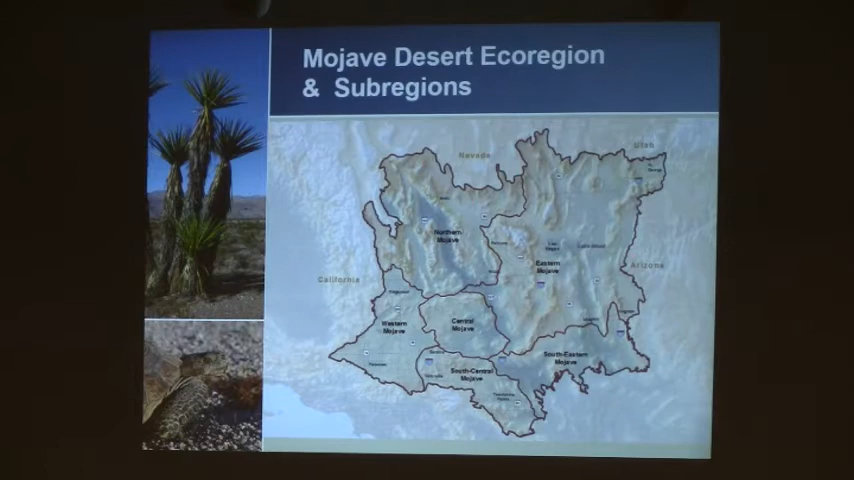 Mojave Desert Ecoregion
& Subregions
Nevada
Utah
Northern
Mojave
Eastern
Mojave
California
Arizona
Western
Mojave
Central
Mojave
South-Eastern
Mojave
South-Central
Mojave